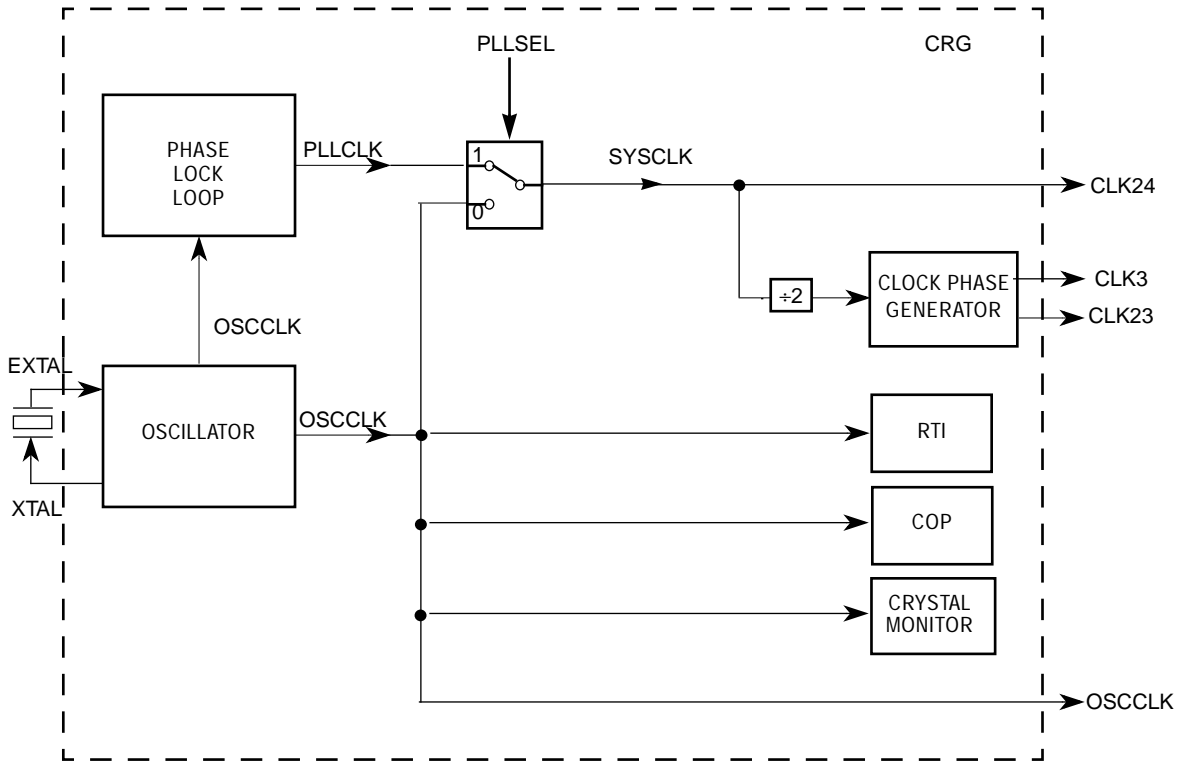 PLLSEL
CRG
PHASE
LOCK
LOOP
PLLCLK
1
0
SYSCLK
CLK24
÷2
CLOCK PHASE
GENERATOR
CLK3
CLK23
OSCCLK
EXTAL
XTAL
OSCILLATOR
OSCCLK
RTI
COP
CRYSTAL
MONITOR
OSCCLK